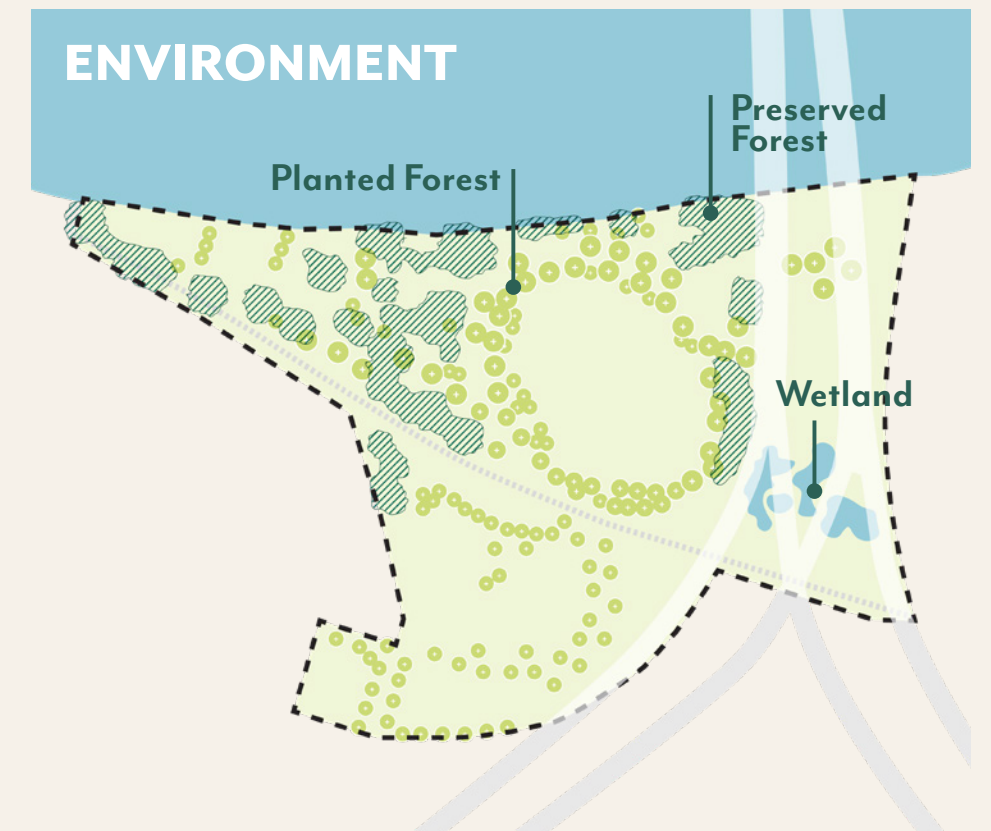 ENVIRONMENT
Preserved
Forest
Planted Forest
Wetland